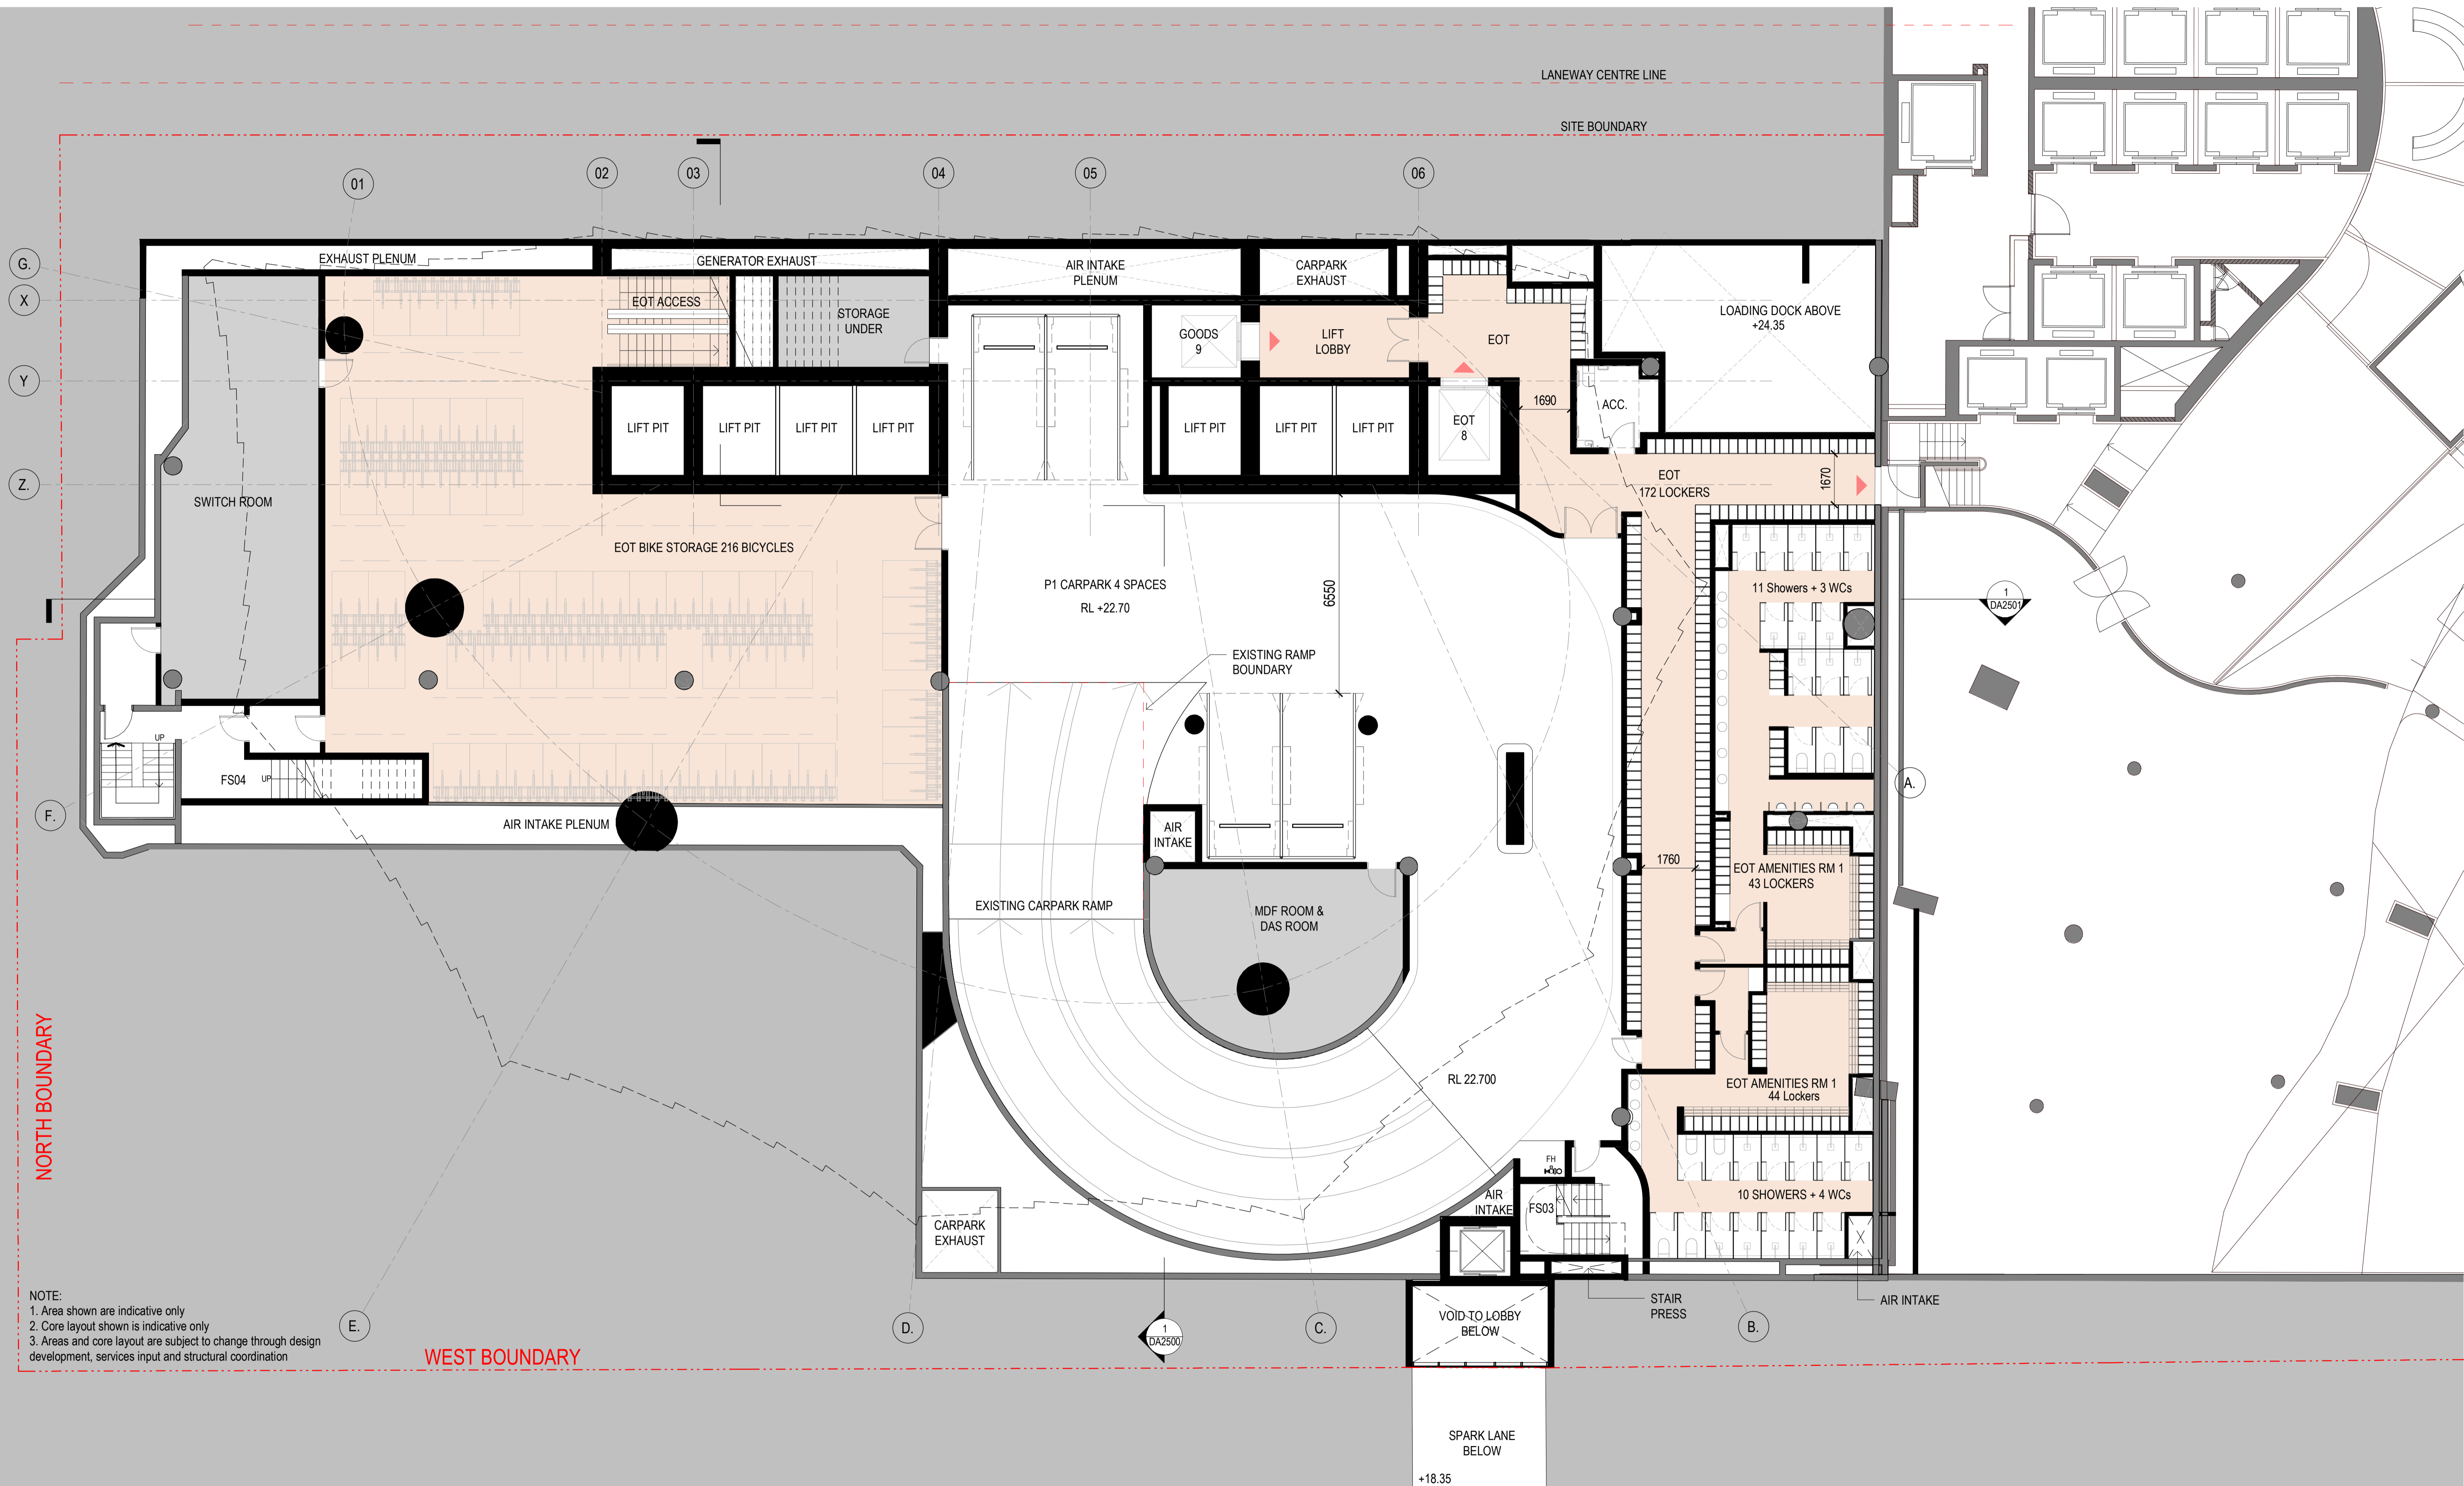 LANEWAY CENTRE LINE
SITE BOUNDARY
01
02
03
04
05
06
G.
X
Y
Z.
F.
EXHAUST PLENUM
GENERATOR EXHAUST
AIR INTAKE
PLENUM
CARPARK
EXHAUST
EOT ACCESS
STORAGE
UNDER
GOODS
9
LIFT
LOBBY
EOT
LOADING DOCK ABOVE
+24.35
LIFT PIT
LIFT PIT
LIFT PIT
LIFT PIT
LIFT PIT
LIFT PIT
LIFT PIT
EOT
8
1690
ACC.
EOT
172 LOCKERS
1670
SWITCH ROOM
EOT BIKE STORAGE 216 BICYCLES
P1 CARPARK 4 SPACES
RL +22.70
6550
11 Showers + 3 WCs
1
DA2501
EXISTING RAMP
BOUNDARY
UP
FS04
UP
A.
AIR INTAKE PLENUM
AIR
INTAKE
1760
EOT AMENITIES RM 1
43 LOCKERS
EXISTING CARPARK RAMP
MDF ROOM &
DAS ROOM
RL 22.700
EOT AMENITIES RM 1
44 Lockers
NORTH BOUNDARY
FH
AIR
INTAKE
FS03
10 SHOWERS + 4 WCs
CARPARK
EXHAUST
NOTE:
1. Area shown are indicative only
2. Core layout shown is indicative only
3. Areas and core layout are subject to change through design
development, services input and structural coordination
E.
D.
1
DA2500
C.
VOID TO LOBBY
BELOW
STAIR
PRESS
B.
AIR INTAKE
WEST BOUNDARY
SPARK LANE
BELOW
+18.35